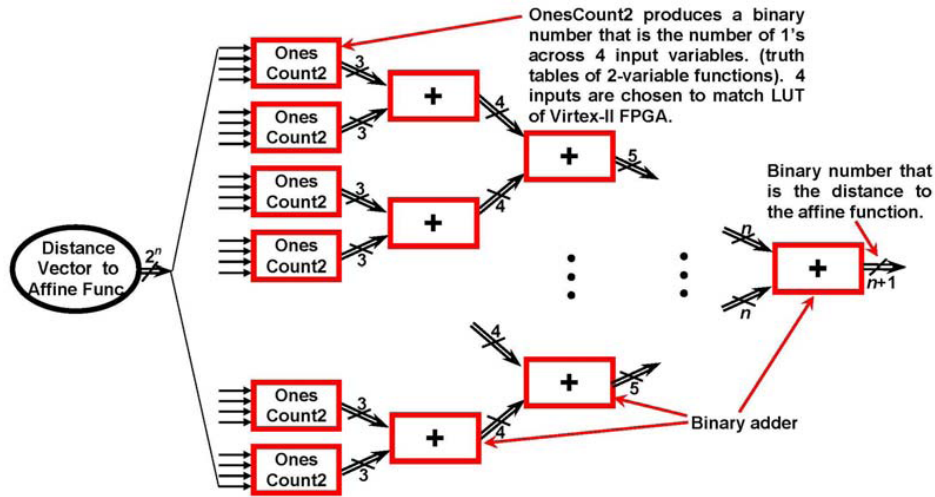 OnesCount2 produces a binary
number that is the number of 1's
across 4 input variables. (truth
tables of 2-variable functions). 4
inputs are chosen to match LUT
of Virtex-II FPGA.
Ones
Count2
3
+
4
Ones
Count2
3
+
5
Ones
Count2
3
+
4
Ones
Count2
3
Binary number that
is the distance to
the affine function.
Distance
Vector to
Affine Func
2n
n
+
n+1
n
4
+
5
Ones
Count2
3
+
4
Ones
Count2
3
Binary adder